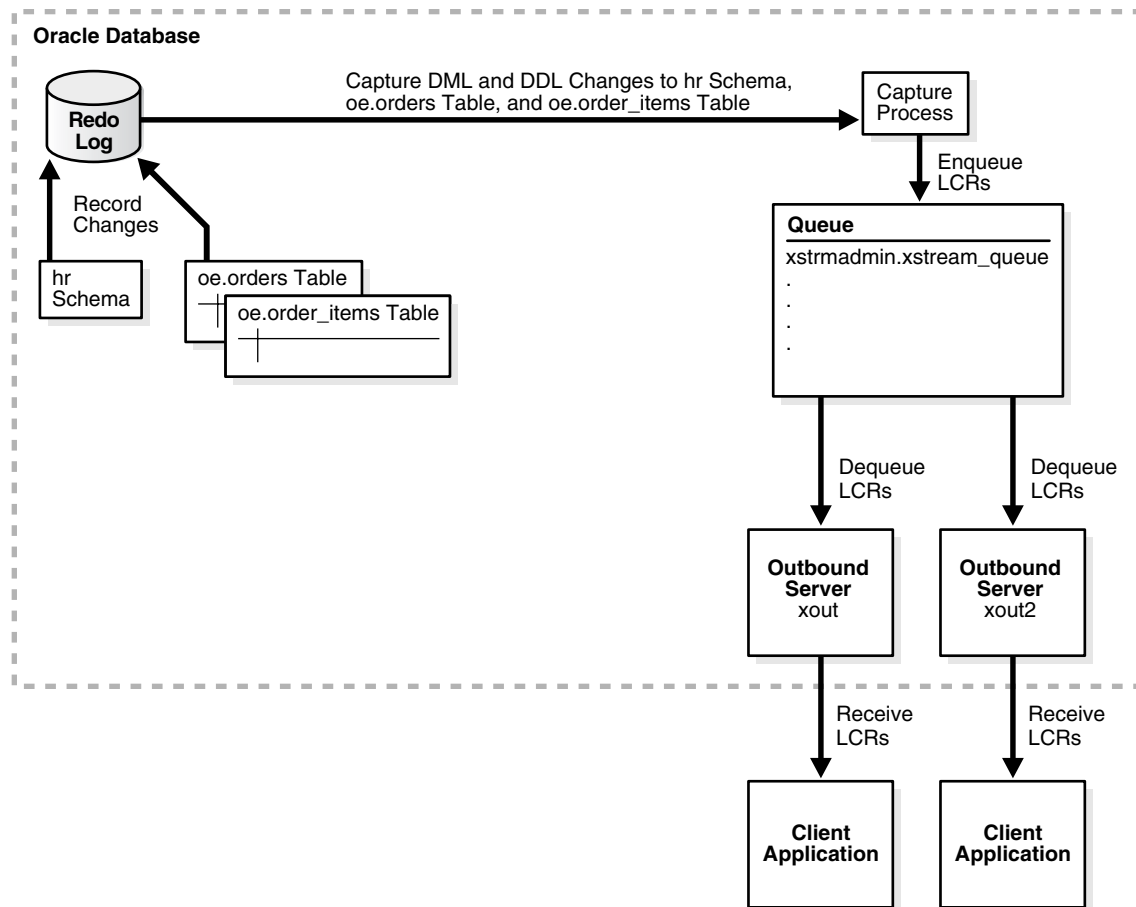 Oracle Database
Redo
Log
Capture DML and DDL Changes to hr Schema,
oe.orders Table, and oe.order_items Table
Capture
Process
Enqueue
LCRs
Record
Changes
hr
Schema
oe.orders Table
oe.order_items Table
Queue
xstrmadmin.xstream_queue
.
.
.
.
Dequeue
LCRs
Dequeue
LCRs
Outbound
Server
xout
Outbound
Server
xout2
Receive
LCRs
Receive
LCRs
Client
Application
Client
Application